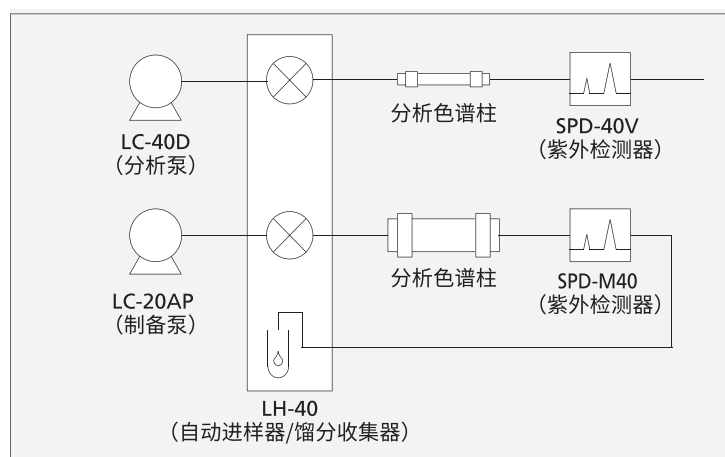 LC-40D
（分析泵）
分析色谱柱
SPD-40V
（紫外检测器）
LC-20AP
（制备泵）
分析色谱柱
SPD-M40
（紫外检测器）
LH-40
（自动进样器/馏分收集器）